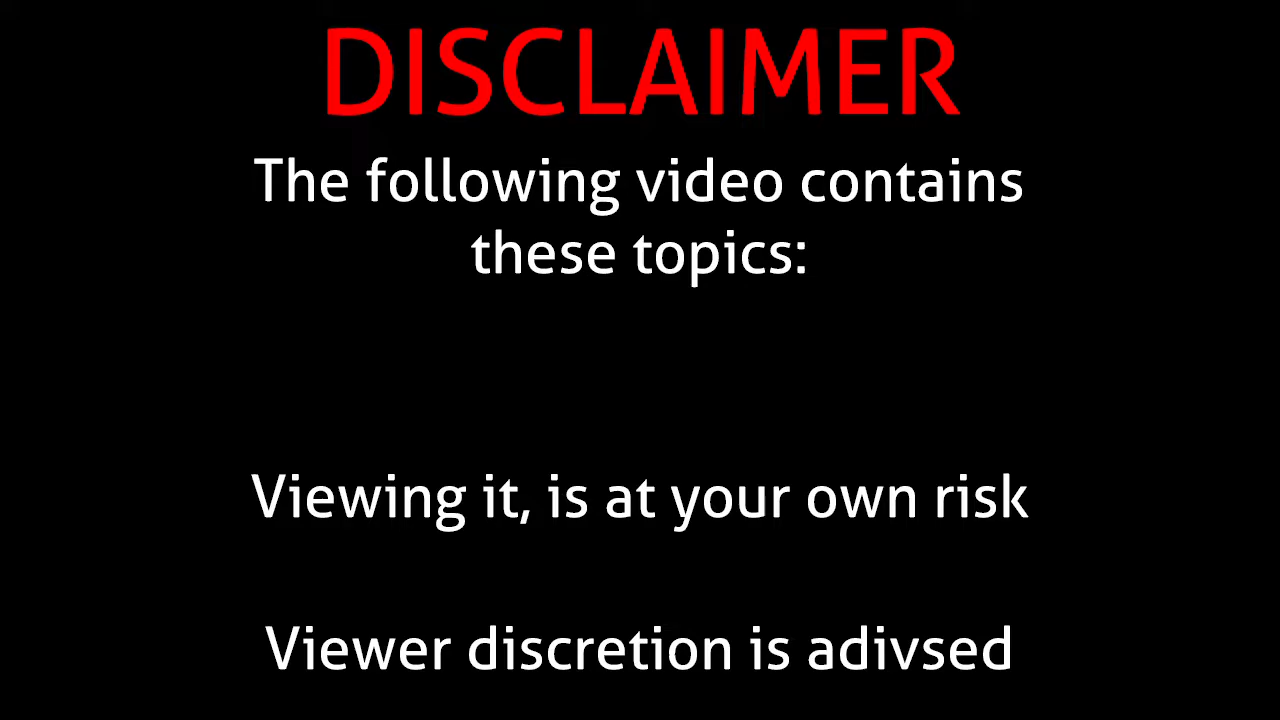 DISCLAIMER
The following video contains
these topics:
Viewing it, is at your own risk
Viewer discretion is adivsed